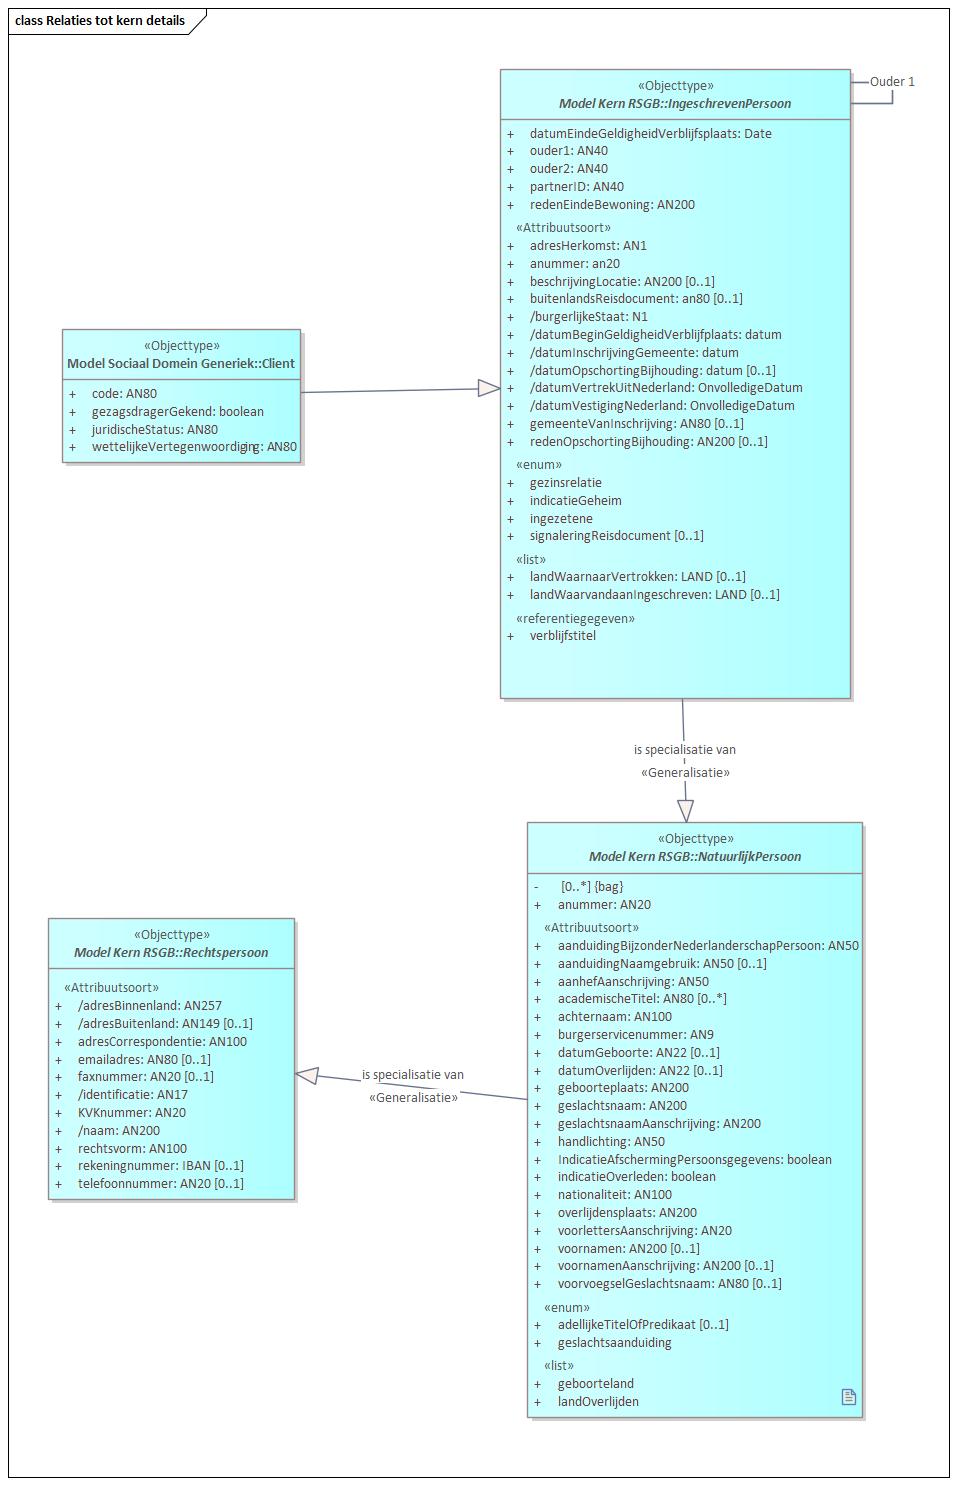 class Relaties tot kern details
«Objecttype»
Model Kern RSGB::IngeschrevenPersoon
+ datumEindeGeldigheidVerblijfsplaats: Date
+ ouder1: AN40
+ ouder2: AN40
+ partnerID: AN40
+ redenEindeBewoning: AN200
«Attribuutsoort»
+ adresHerkomst: AN1
+ anummer: an20
+ beschrijvingLocatie: AN200 [0..1]
+ buitenlandsReisdocument: an80 [0..1]
+ /burgerlijkeStaat: N1
+ /datumBeginGeldigheidVerblijfplaats: datum
+ /datumInschrijvingGemeente: datum
+ /datumOpschortingBijhouding: datum [0..1]
+ /datumVertrekUitNederland: OnvolledigeDatum
+ /datumVestigingNederland: OnvolledigeDatum
+ gemeenteVanInschrijving: AN80 [0..1]
+ redenOpschortingBijhouding: AN200 [0..1]
«enum»
+ gezinsrelatie
+ indicatieGeheim
+ ingezetene
+ signaleringReisdocument [0..1]
«list»
+ landWaarnaarVertrokken: LAND [0..1]
+ landWaarvandaanIngeschreven: LAND [0..1]
«referentiegegeven»
+ verblijfstitel
Ouder 1
«Objecttype»
Model Sociaal Domein Generiek::Client
+ code: AN80
+ gezagsdragerGekend: boolean
+ juridischeStatus: AN80
+ wettelijkeVertegenwoordiging: AN80
is specialisatie van
«Generalisatie»
«Objecttype»
Model Kern RSGB::NatuurlijkPersoon
- [0..*] {bag}
+ anummer: AN20
«Attribuutsoort»
+ aanduidingBijzonderNederlanderschapPersoon: AN50
+ aanduidingNaamgebruik: AN50 [0..1]
+ aanhefAanschrijving: AN50
+ academischeTitel: AN80 [0..*]
+ achternaam: AN100
+ burgerservicenummer: AN9
+ datumGeboorte: AN22 [0..1]
+ datumOverlijden: AN22 [0..1]
+ geboorteplaats: AN200
+ geslachtsnaam: AN200
+ geslachtsnaamAanschrijving: AN200
+ handlichting: AN50
+ IndicatieAfschermingPersoonsgegevens: boolean
+ indicatieOverleden: boolean
+ nationaliteit: AN100
+ overlijdensplaats: AN200
+ voorlettersAanschrijving: AN20
+ voornamen: AN200 [0..1]
+ voornamenAanschrijving: AN200 [0..1]
+ voorvoegselGeslachtsnaam: AN80 [0..1]
«enum»
+ adellijkeTitelOfPredikaat [0..1]
+ geslachtsaanduiding
«list»
+ geboorteland
+ landOverlijden
«Objecttype»
Model Kern RSGB::Rechtspersoon
«Attribuutsoort»
+ /adresBinnenland: AN257
+ /adresBuitenland: AN149 [0..1]
+ adresCorrespondentie: AN100
+ emailadres: AN80 [0..1]
+ faxnummer: AN20 [0..1]
+ /identificatie: AN17
+ KVKnummer: AN20
+ /naam: AN200
+ rechtsvorm: AN100
+ rekeningnummer: IBAN [0..1]
+ telefoonnummer: AN20 [0..1]
is specialisatie van
«Generalisatie»